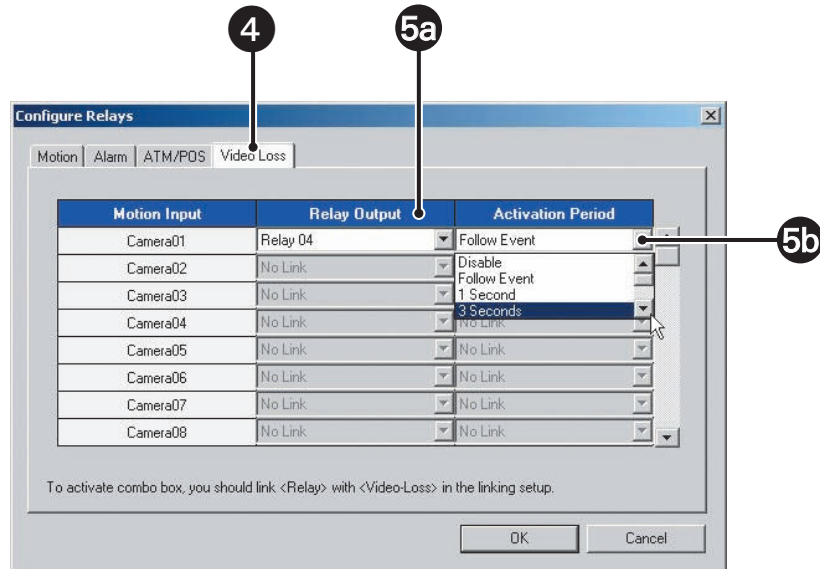 4 5a
Configure Relays
Motion Alarm ATM/POS Video Loss
Motion Input Relay Output Activation Period
Camera01 Relay 04 Follow Event
5b
Camera02 No Link Disable
Follow Event
Camera03 No Link 1 Second
3 Seconds
Camera04 No Link No Link
Camera05 No Link No Link
Camera06 No Link No Link
Camera07 No Link No Link
Camera08 No Link No Link
To activate combo box, you should link <Relay> with <Video-Loss> in the linking setup.
OK Cancel